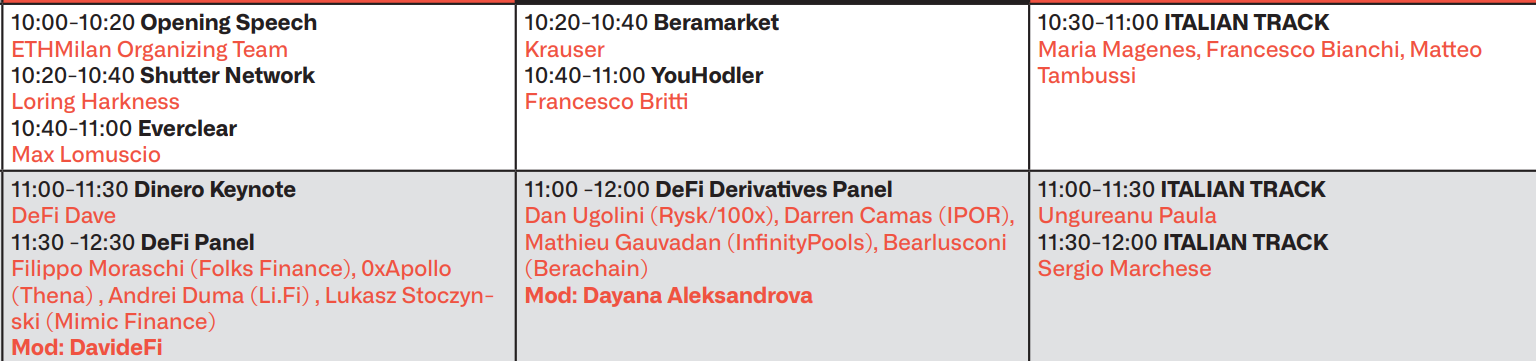 10:00-10:20 Opening Speech
ETHMilan Organizing Team
10:20-10:40 Shutter Network
Loring Harkness
10:40-11:00 Everclear
Max Lomuscio
10:20-10:40 Beramarket
Krauser
10:40-11:00 YouHodler
Francesco Britti
10:30-11:00 ITALIAN TRACK
Maria Magenes, Francesco Bianchi, Matteo
Tambussi
11:00-11:30 Dinero Keynote
DeFi Dave
11:30 -12:30 DeFi Panel
Filippo Moraschi (Folks Finance), 0xApollo
(Thena) , Andrei Duma (Li.Fi) , Lukasz Stoczyn-
ski (Mimic Finance)
Mod: DavideFi
11:00 -12:00 DeFi Derivatives Panel
Dan Ugolini (Rysk/100x), Darren Camas (IPOR),
Mathieu Gauvadan (InfinityPools), Bearlusconi
(Berachain)
Mod: Dayana Aleksandrova
11:00-11:30 ITALIAN TRACK
Ungureanu Paula
11:30-12:00 ITALIAN TRACK
Sergio Marchese